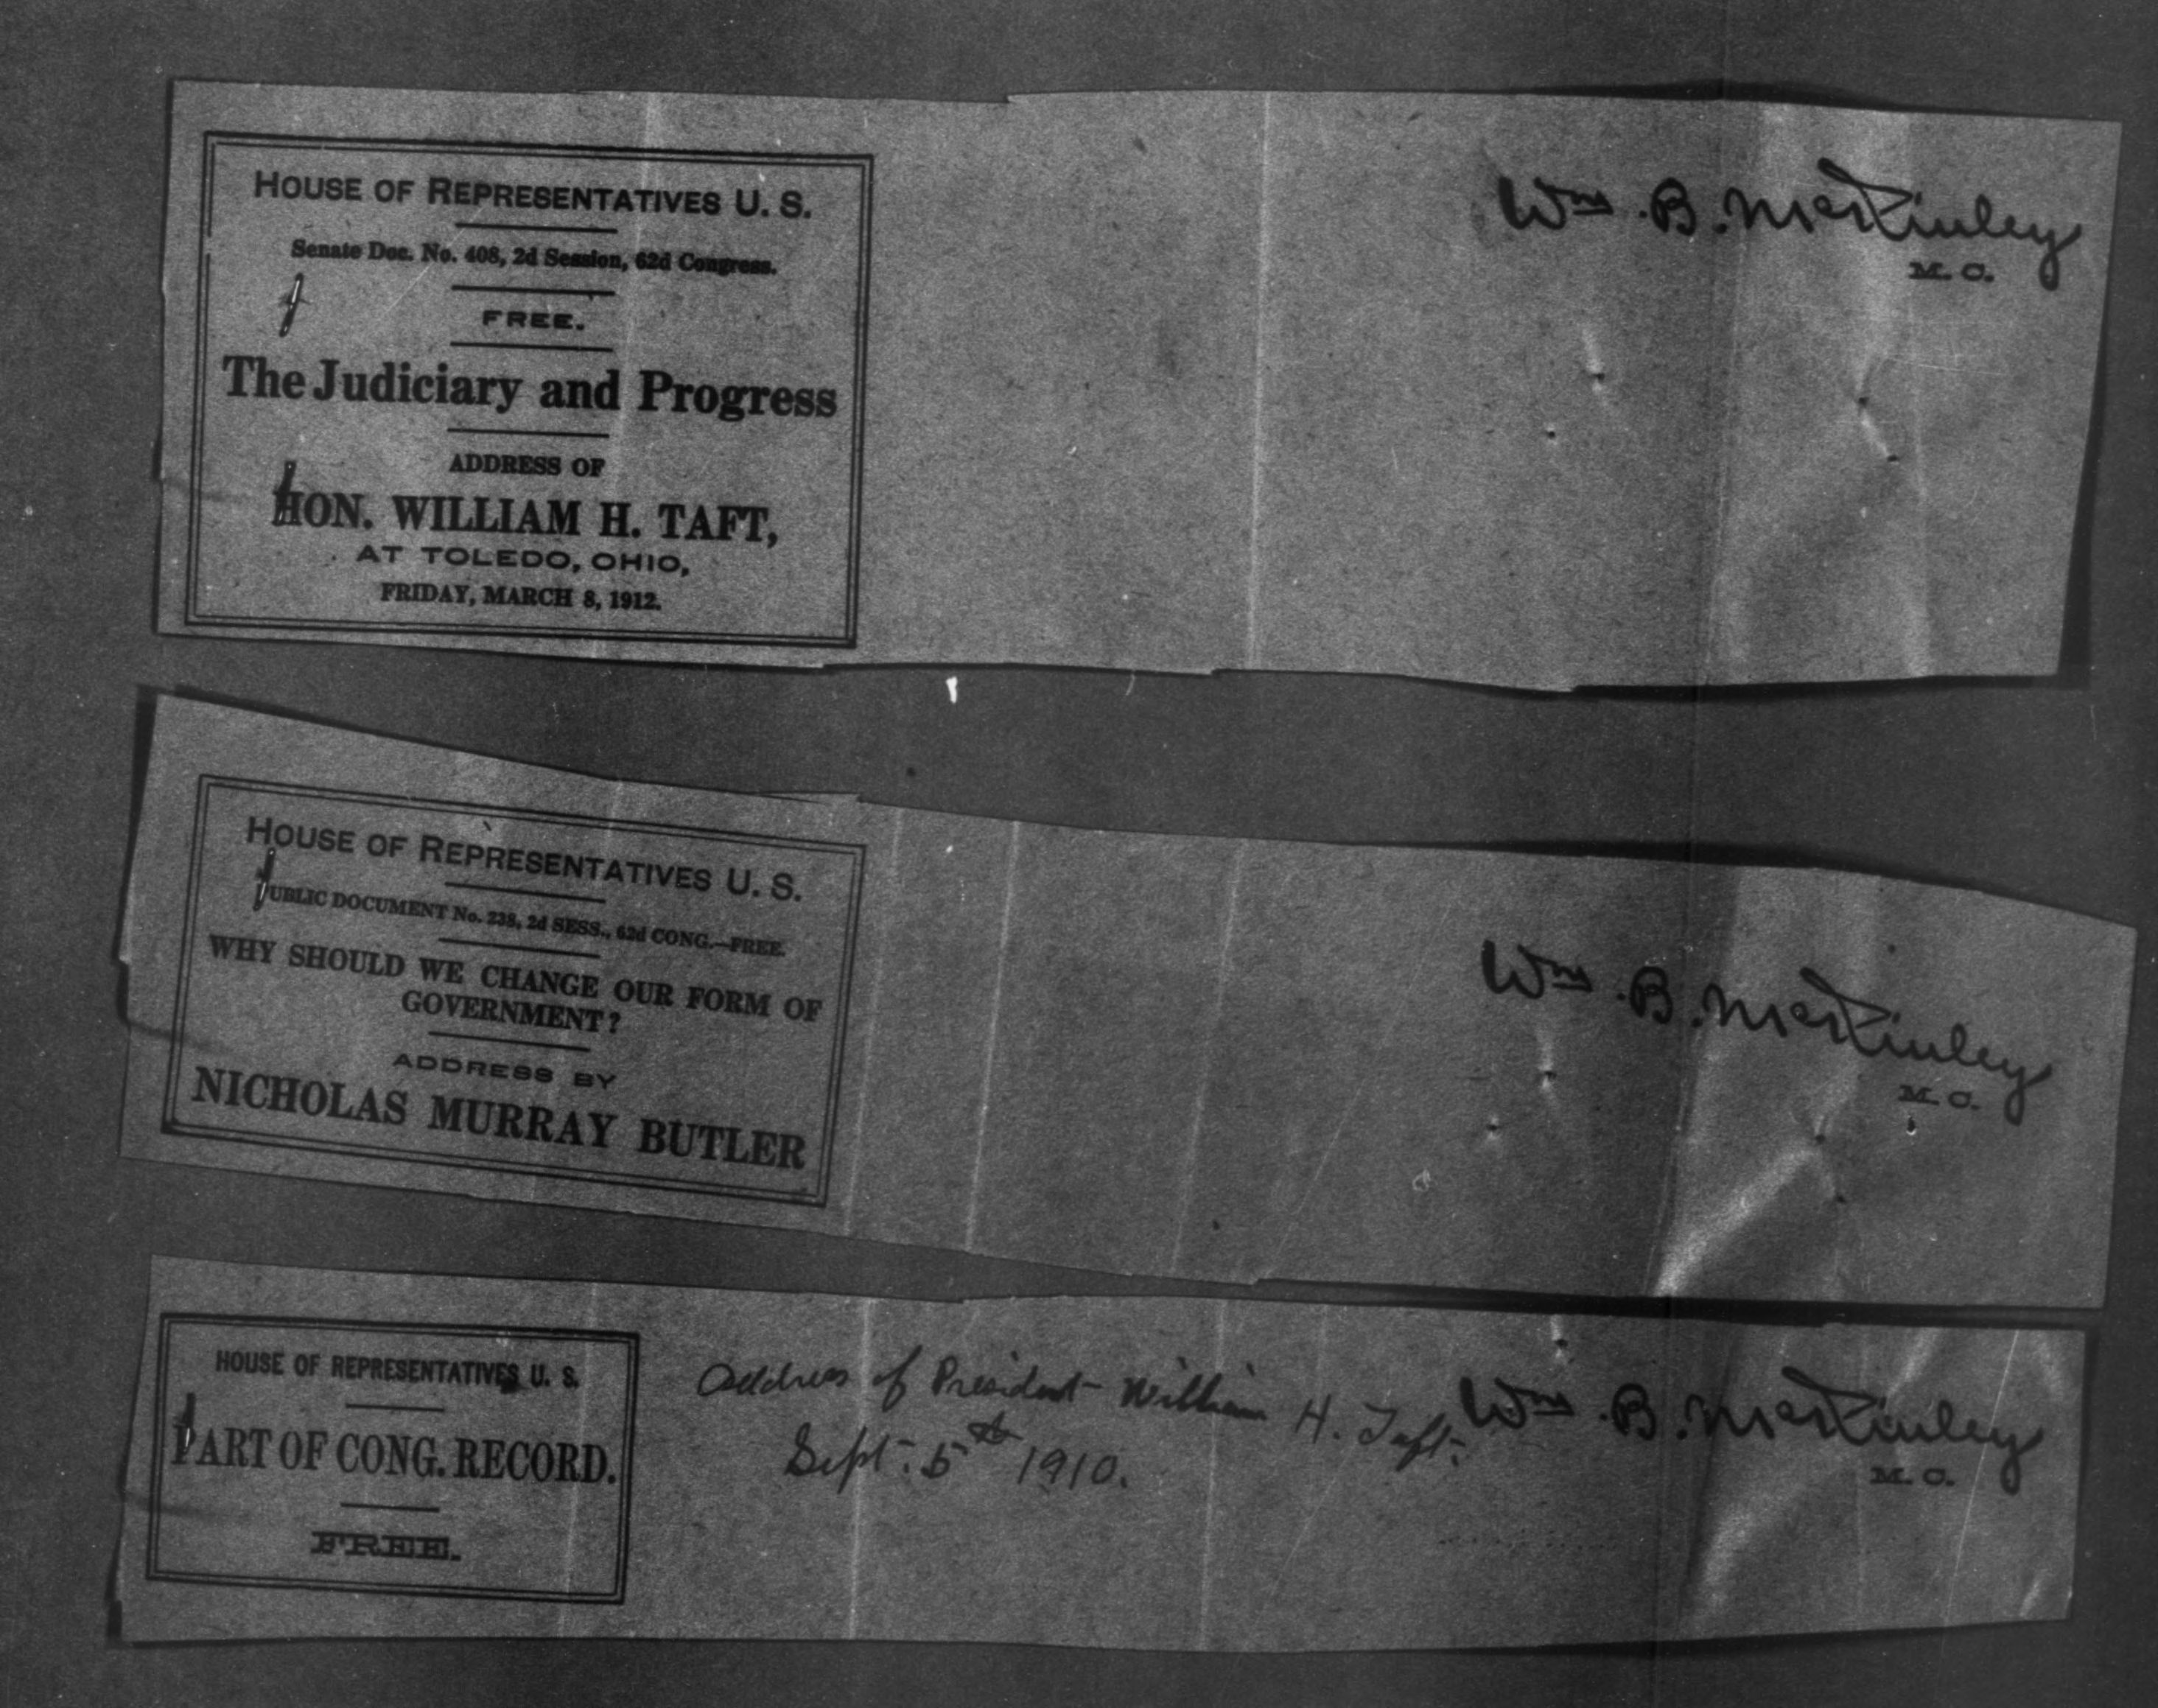 HOUSE OF REPRESENTATIVES U. S.
Senate Doc. No. 408, 2d Session, 62d Congress.
FREE.
The Judiciary and Progress
ADDRESS OF
HON. WILLIAM H. TAFT,
AT TOLEDO, OHIO,
FRIDAY, MARCH 8, 1912.
Wm. B. McKinley
M. C.
HOUSE OF REPRESENTATIVES U. S.
PUBLIC DOCUMENT No. 238, 2d SESS., 62d CONG.—FREE.
WHY SHOULD WE CHANGE OUR FORM OF
GOVERNMENT?
ADDRESS BY
NICHOLAS MURRAY BUTLER
Wm. B. McKinley
M. C.
HOUSE OF REPRESENTATIVES U. S.
PART OF CONG. RECORD.
FREE.
Address of President William H. Taft.
Sept. 5th 1910.
Wm. B. McKinley
M. C.